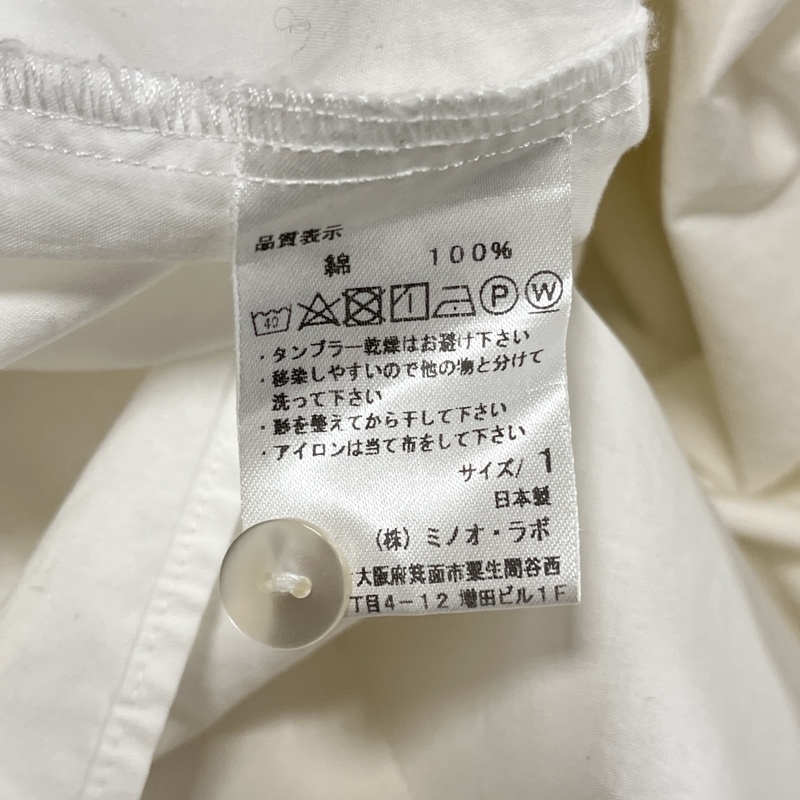 品質表示
綿 100%
40 P W
・タンブラー乾燥はお避け下さい
・移染しやすいので他の物と分けて
洗って下さい
・形を整えてから干して下さい
・アイロンは当て布をして下さい
サイズ/ 1
日本製
(株) ミノオ・ラボ
大阪府箕面市粟生間谷西
丁目4-12 増田ビル1F